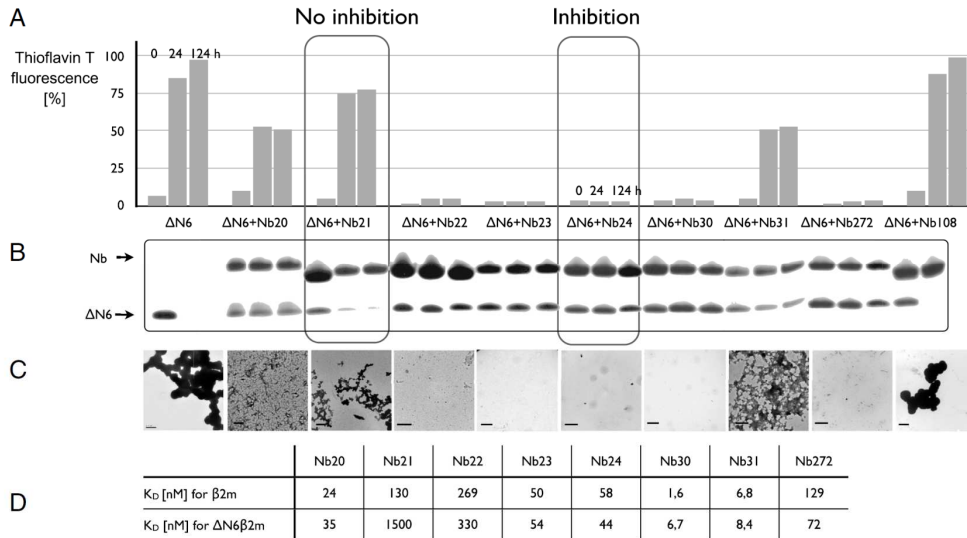 A
No inhibition
Inhibition
Thioflavin T
fluorescence
[%]
100
75
50
25
0
0 24 124 h
0 24 124 h
ΔN6
ΔN6+Nb20
ΔN6+Nb21
ΔN6+Nb22
ΔN6+Nb23
ΔN6+Nb24
ΔN6+Nb30
ΔN6+Nb31
ΔN6+Nb272
ΔN6+Nb108
B
Nb
ΔN6
C
D
Nb20 Nb21 Nb22 Nb23 Nb24 Nb30 Nb31 Nb272
KD [nM] for β2m 24 130 269 50 58 1,6 6,8 129
KD [nM] for ΔN6β2m 35 1500 330 54 44 6,7 8,4 72